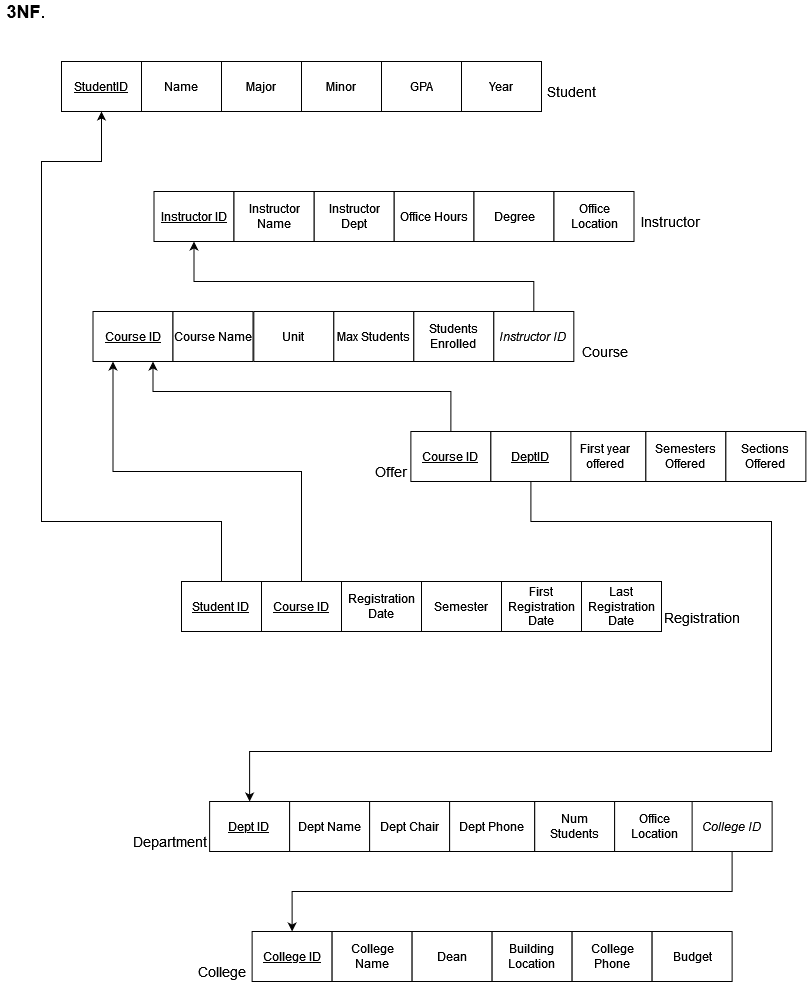 3NF.
StudentID
Name
Major
Minor
GPA
Year
Student
Instructor ID
Instructor
Name
Instructor
Dept
Office Hours
Degree
Office
Location
Instructor
Course ID
Course Name
Unit
Max Students
Students
Enrolled
Instructor ID
Course
Offer
Course ID
DeptID
First year
offered
Semesters
Offered
Sections
Offered
Student ID
Course ID
Registration
Date
Semester
First
Registration
Date
Last
Registration
Date
Registration
Department
Dept ID
Dept Name
Dept Chair
Dept Phone
Num
Students
Office
Location
College ID
College
College ID
College
Name
Dean
Building
Location
College
Phone
Budget